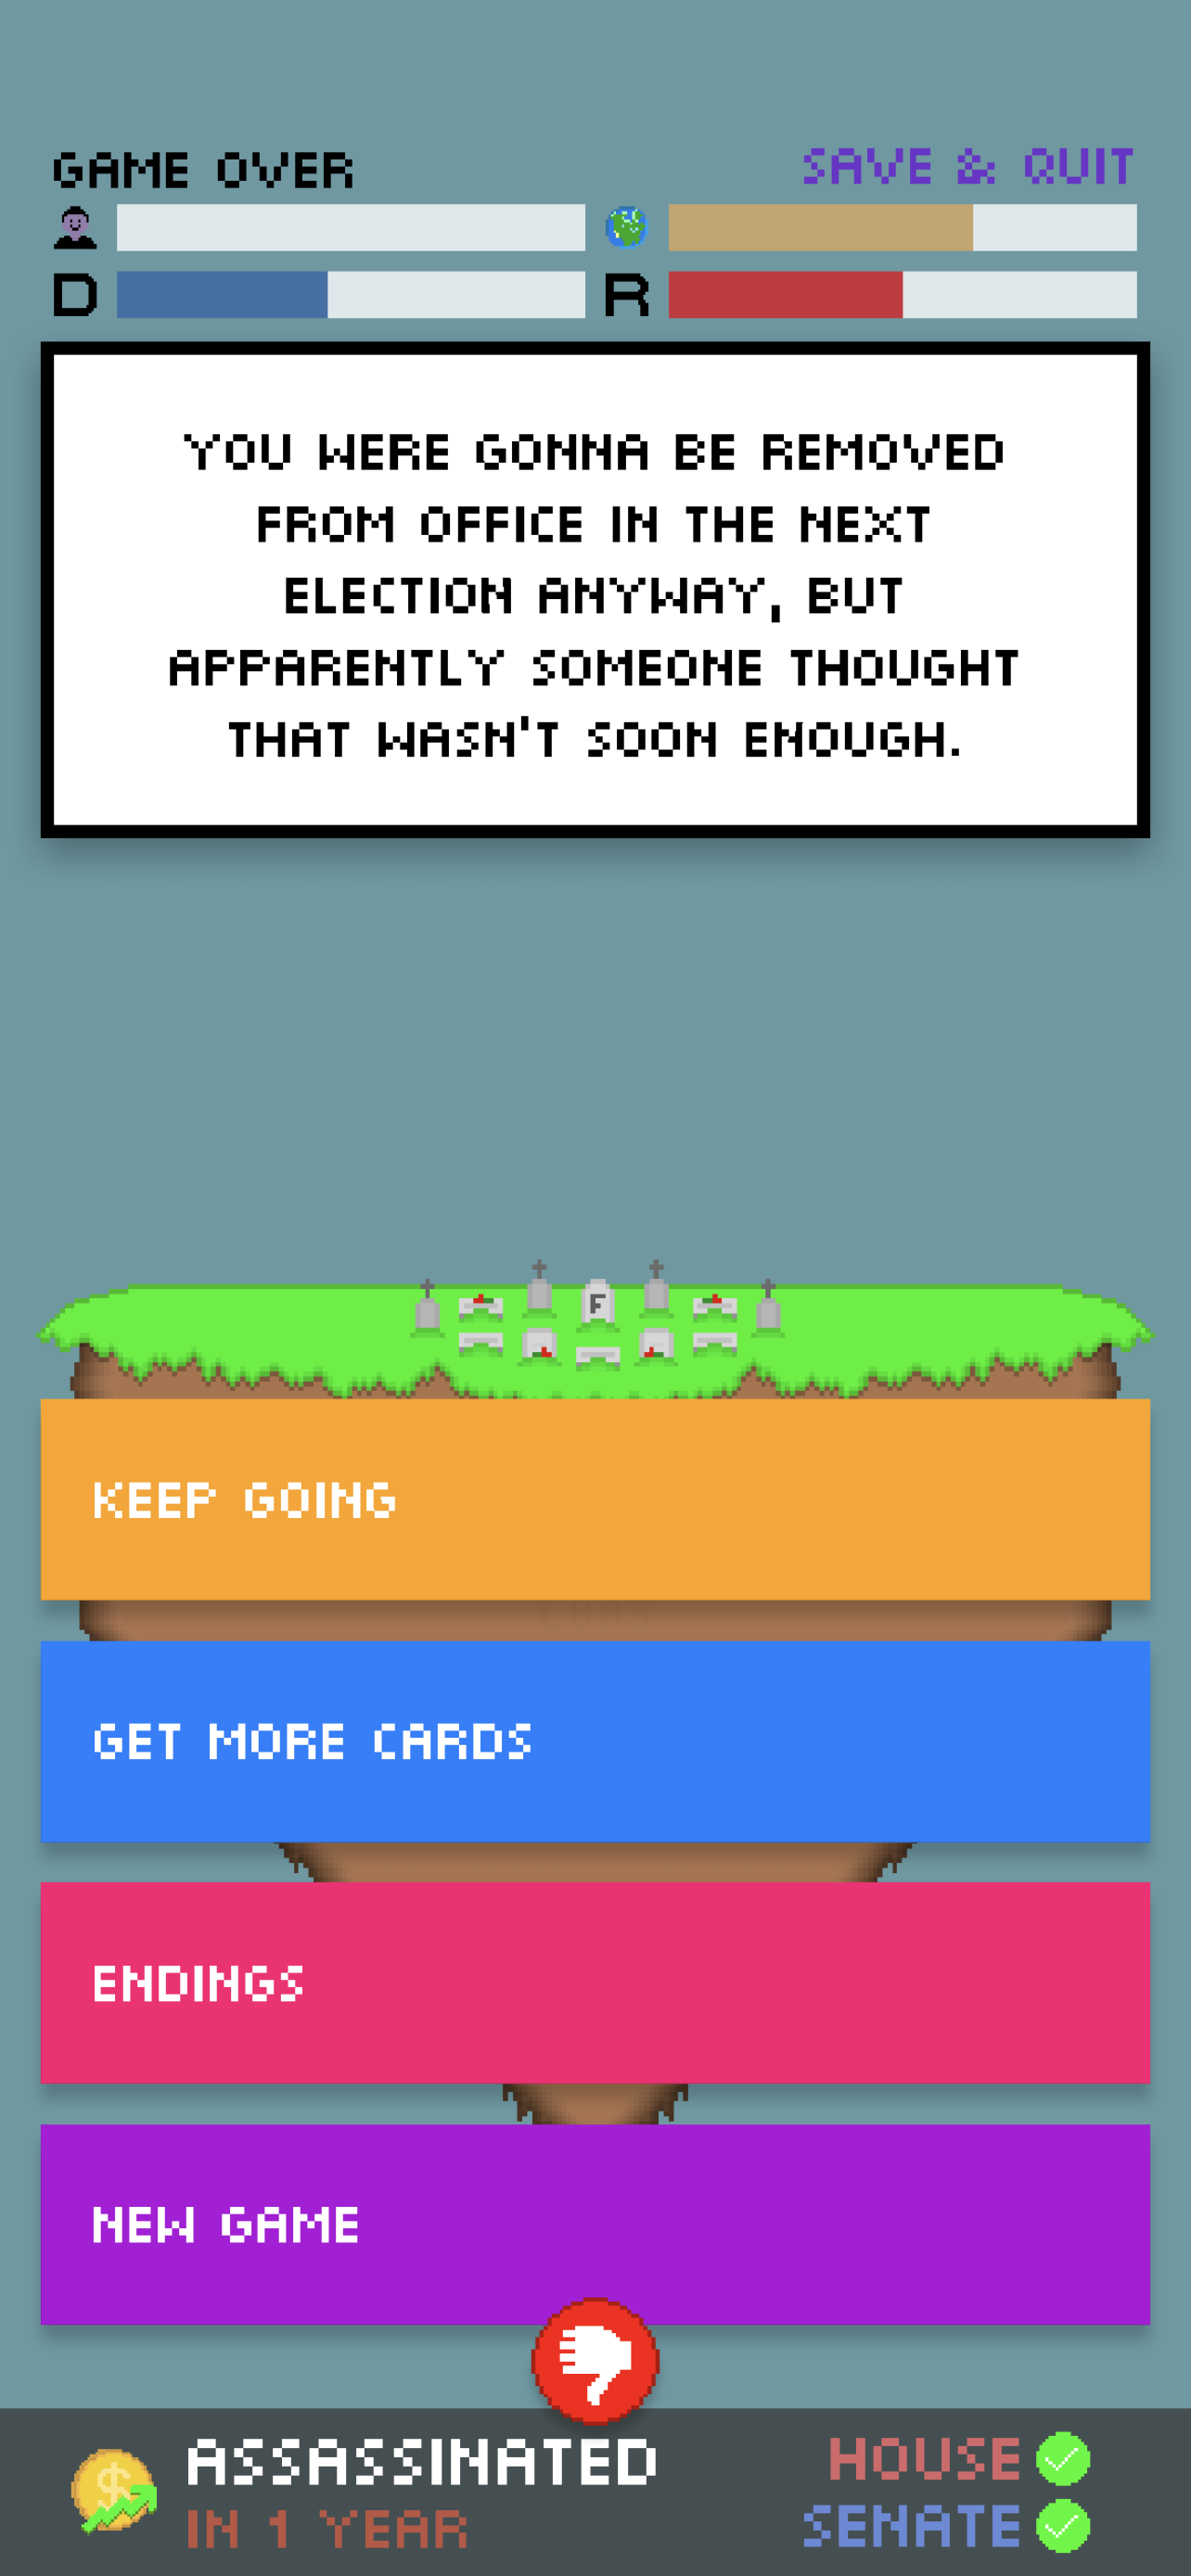 GAME OVER
SAVE & QUIT
D
R
YOU WERE GONNA BE REMOVED
FROM OFFICE IN THE NEXT
ELECTION ANYWAY, BUT
APPARENTLY SOMEONE THOUGHT
THAT WASN'T SOON ENOUGH.
F
KEEP GOING
GET MORE CARDS
ENDINGS
NEW GAME
ASSASSINATED
IN 1 YEAR
HOUSE
SENATE